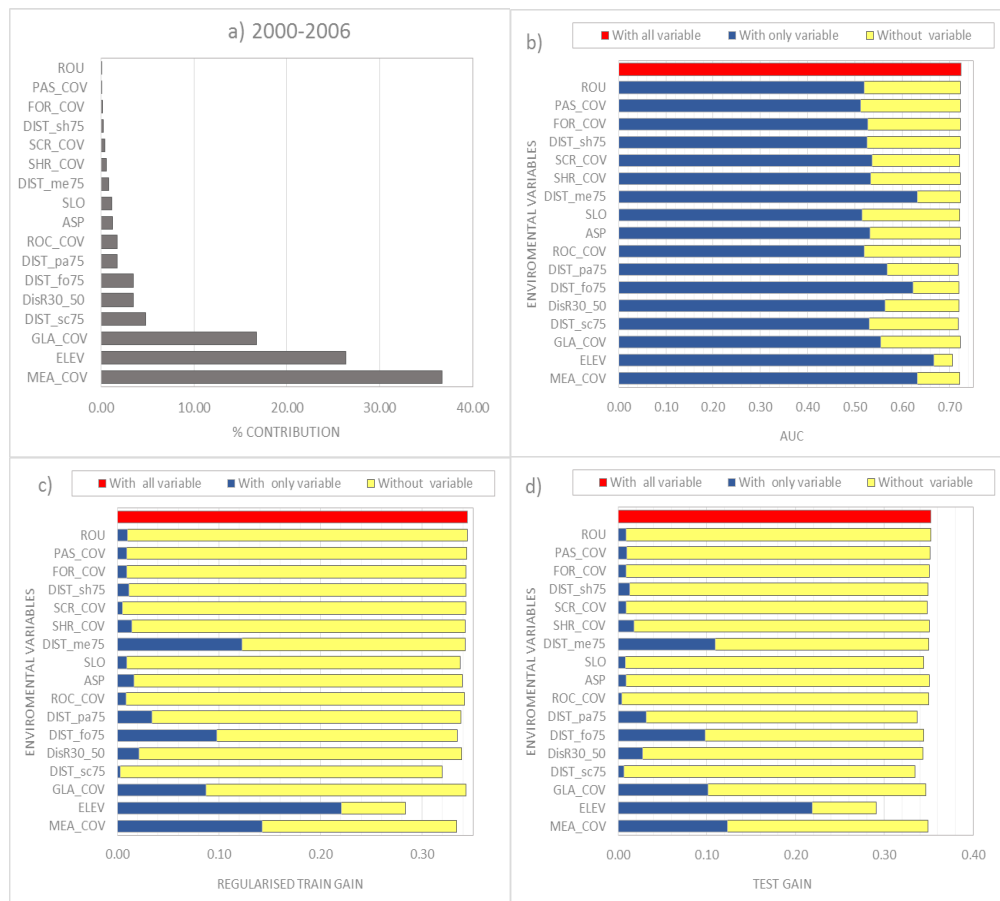 a) 2000-2006
ROU
PAS_COV
FOR_COV
DIST_sh75
SCR_COV
SHR_COV
DIST_me75
SLO
ASP
ROC_COV
DIST_pa75
DIST_fo75
DisR30_50
DIST_sc75
GLA_COV
ELEV
MEA_COV
0.00 10.00 20.00 30.00 40.00
% CONTRIBUTION
b)
With all variable With only variable Without variable
ENVIROMENTAL VARIABLES
ROU
PAS_COV
FOR_COV
DIST_sh75
SCR_COV
SHR_COV
DIST_me75
SLO
ASP
ROC_COV
DIST_pa75
DIST_fo75
DisR30_50
DIST_sc75
GLA_COV
ELEV
MEA_COV
0.00 0.10 0.20 0.30 0.40 0.50 0.60 0.70
AUC
c)
With all variable With only variable Without variable
ENVIROMENTAL VARIABLES
ROU
PAS_COV
FOR_COV
DIST_sh75
SCR_COV
SHR_COV
DIST_me75
SLO
ASP
ROC_COV
DIST_pa75
DIST_fo75
DisR30_50
DIST_sc75
GLA_COV
ELEV
MEA_COV
0.00 0.10 0.20 0.30
REGULARISED TRAIN GAIN
d)
With all variable With only variable Without variable
ENVIROMENTAL VARIABLES
ROU
PAS_COV
FOR_COV
DIST_sh75
SCR_COV
SHR_COV
DIST_me75
SLO
ASP
ROC_COV
DIST_pa75
DIST_fo75
DisR30_50
DIST_sc75
GLA_COV
ELEV
MEA_COV
0.00 0.10 0.20 0.30 0.40
TEST GAIN